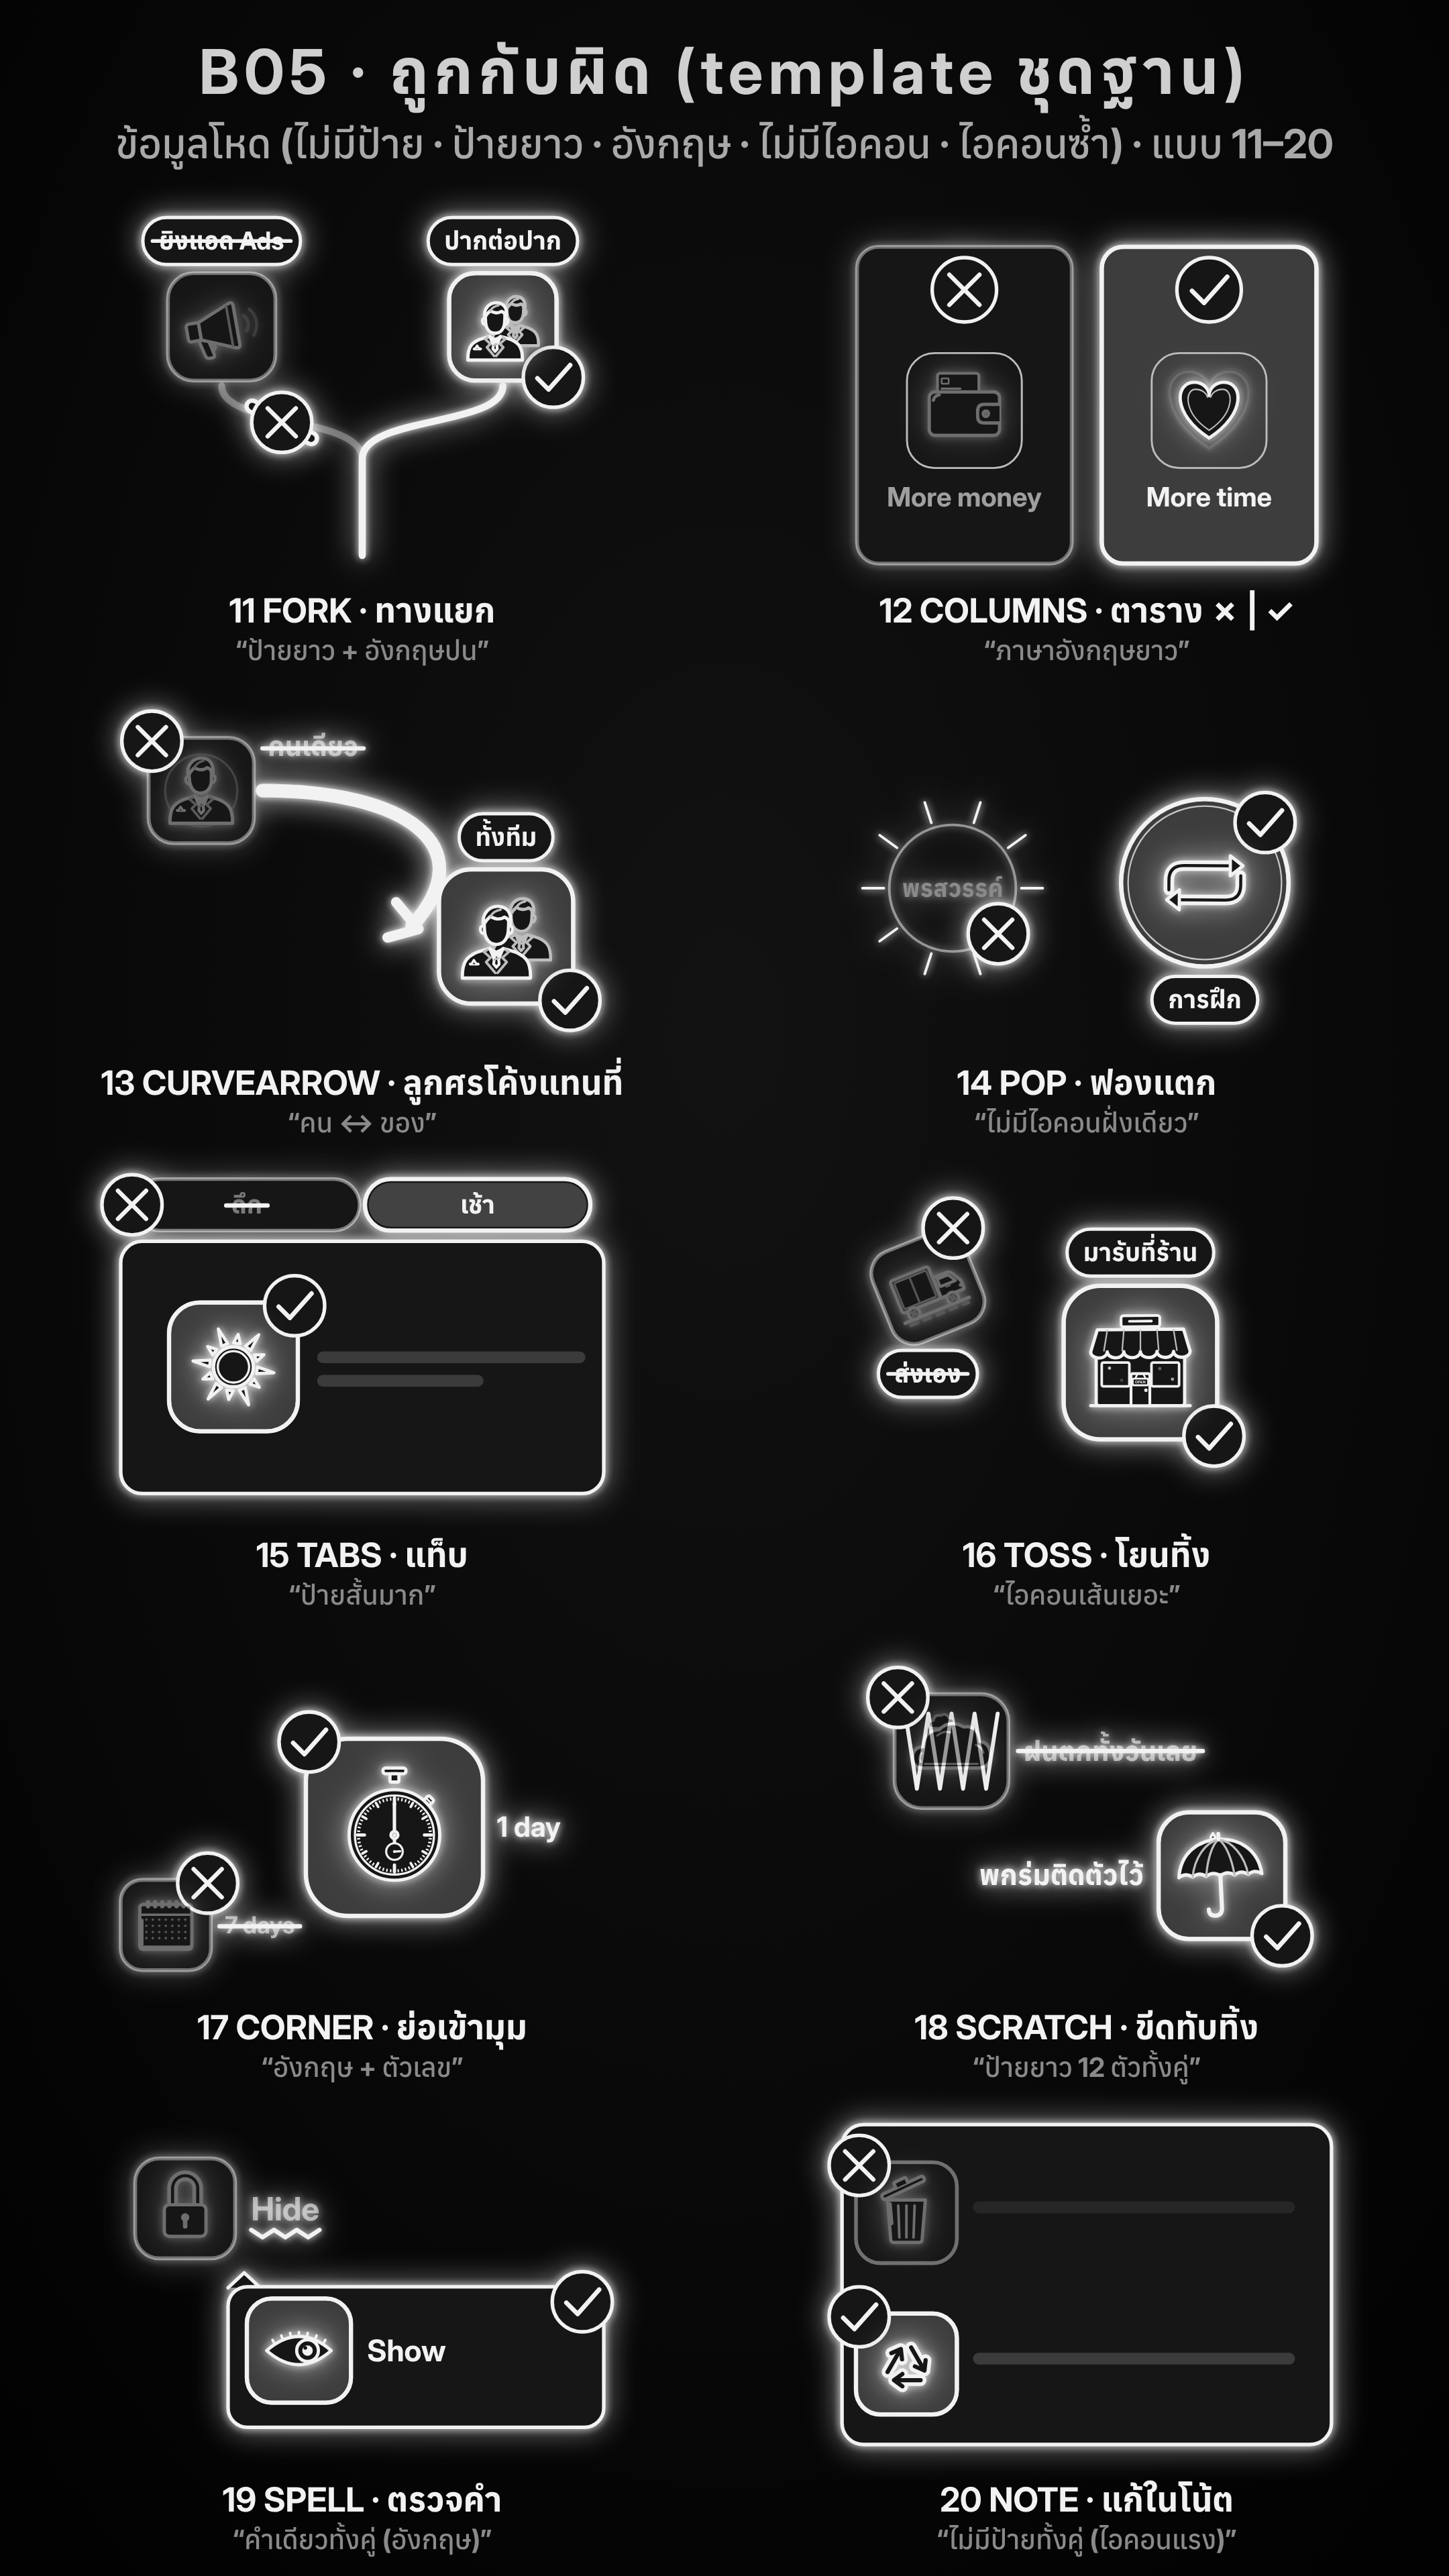 B05 · ถูกกับผิด (template ชุดฐาน)
ข้อมูลโหด (ไม่มีป้าย · ป้ายยาว · อังกฤษ · ไม่มีไอคอน · ไอคอนซ้ำ) · แบบ 11–20
ยิงแอด Ads
ปากต่อปาก
More money
More time
11 FORK · ทางแยก
“ป้ายยาว + อังกฤษปน”
12 COLUMNS · ตาราง × | ✓
“ภาษาอังกฤษยาว”
คนเดียว
ทั้งทีม
พรสวรรค์
การฝึก
13 CURVEARROW · ลูกศรโค้งแทนที่
“คน ↔ ของ”
14 POP · ฟองแตก
“ไม่มีไอคอนฝั่งเดียว”
ดึก
เช้า
ส่งเอง
มารับที่ร้าน
OPEN
15 TABS · แท็บ
“ป้ายสั้นมาก”
16 TOSS · โยนทิ้ง
“ไอคอนเส้นเยอะ”
7 days
1 day
ฝนตกทั้งวันเลย
พกร่มติดตัวไว้
17 CORNER · ย่อเข้ามุม
“อังกฤษ + ตัวเลข”
18 SCRATCH · ขีดทับทิ้ง
“ป้ายยาว 12 ตัวทั้งคู่”
Hide
Show
19 SPELL · ตรวจคำ
“คำเดียวทั้งคู่ (อังกฤษ)”
20 NOTE · แก้ในโน้ต
“ไม่มีป้ายทั้งคู่ (ไอคอนแรง)”